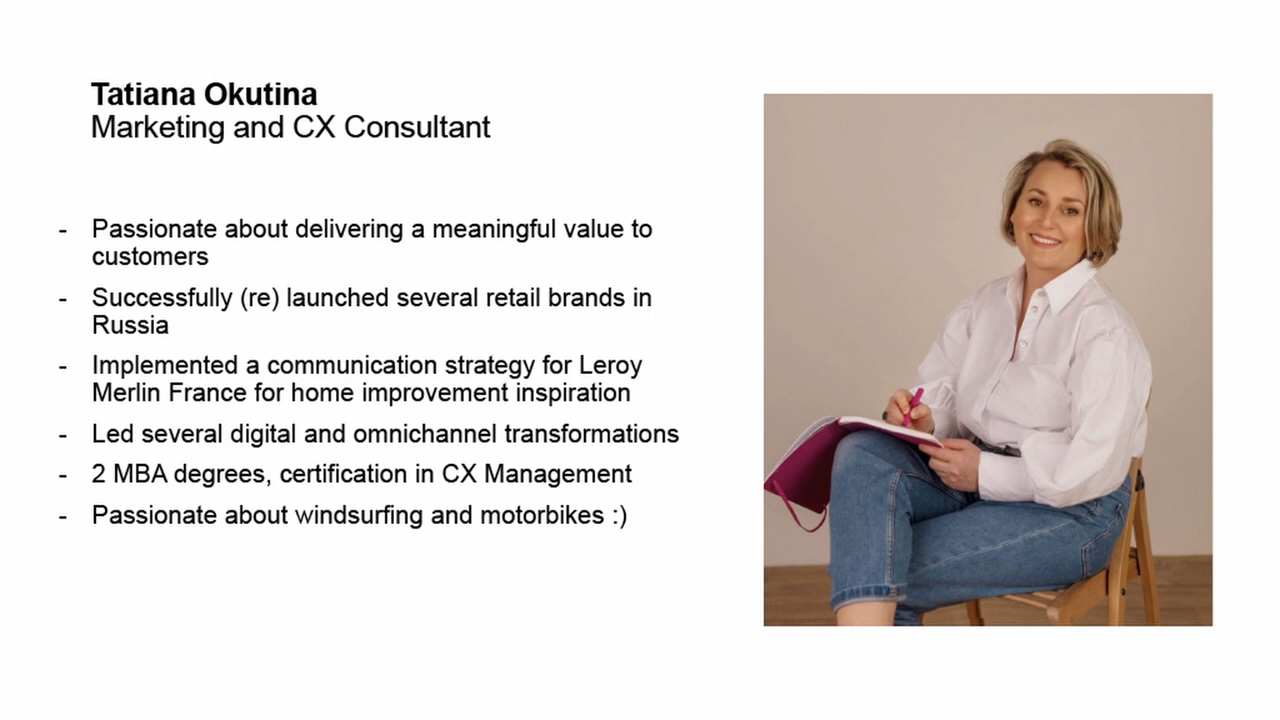 Tatiana Okutina
Marketing and CX Consultant
- Passionate about delivering a meaningful value to
customers
- Successfully (re) launched several retail brands in
Russia
- Implemented a communication strategy for Leroy
Merlin France for home improvement inspiration
- Led several digital and omnichannel transformations
- 2 MBA degrees, certification in CX Management
- Passionate about windsurfing and motorbikes :)